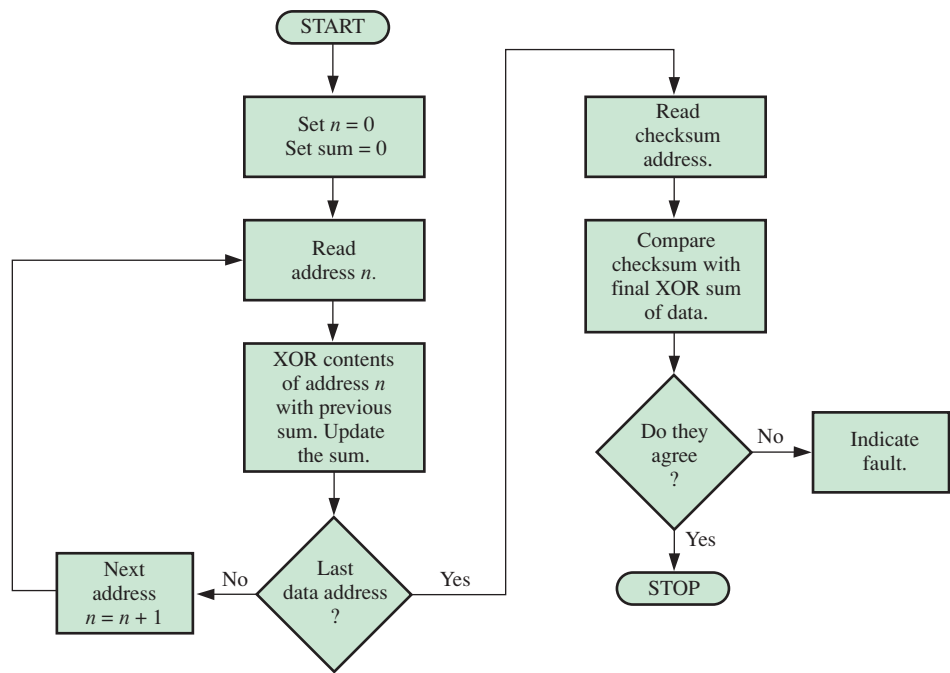 START
Set n = 0
Set sum = 0
Read
address n.
XOR contents
of address n
with previous
sum. Update
the sum.
Last
data address
?
No
Next
address
n = n + 1
Yes
Read
checksum
address.
Compare
checksum with
final XOR sum
of data.
Do they
agree
?
No
Indicate
fault.
Yes
STOP